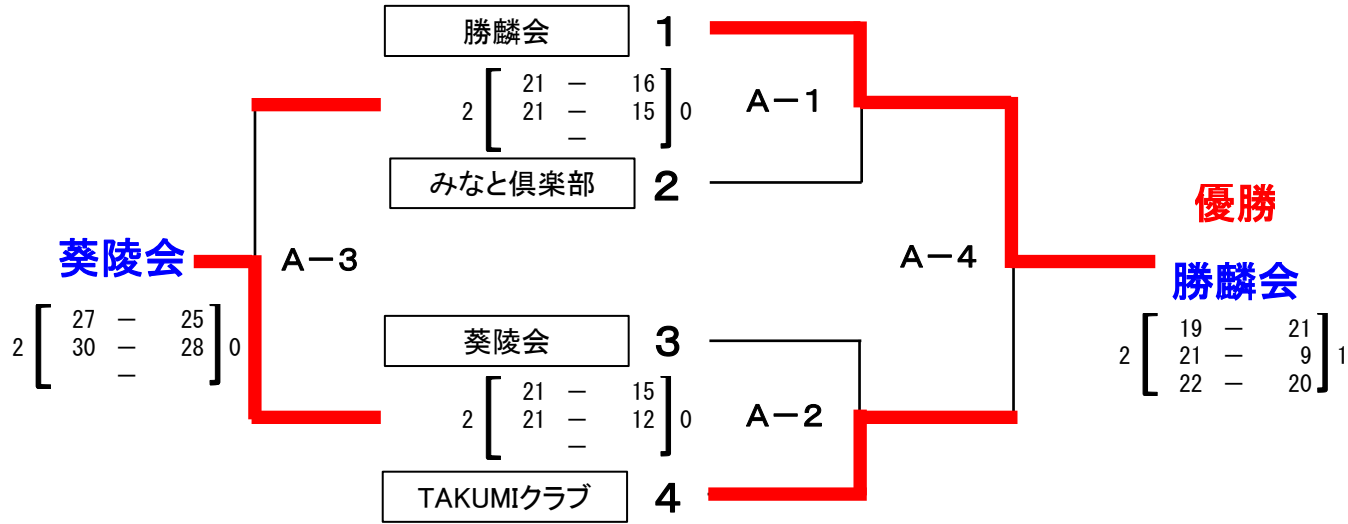 勝麟会 1
21 － 16
2 21 － 15 0
－
A－1
みなと倶楽部 2
優勝
葵陵会
A－3
A－4
勝麟会
27 － 25
2 30 － 28 0
－
葵陵会 3
19 － 21
2 21 － 9 1
22 － 20
21 － 15
2 21 － 12 0
－
A－2
TAKUMIクラブ 4